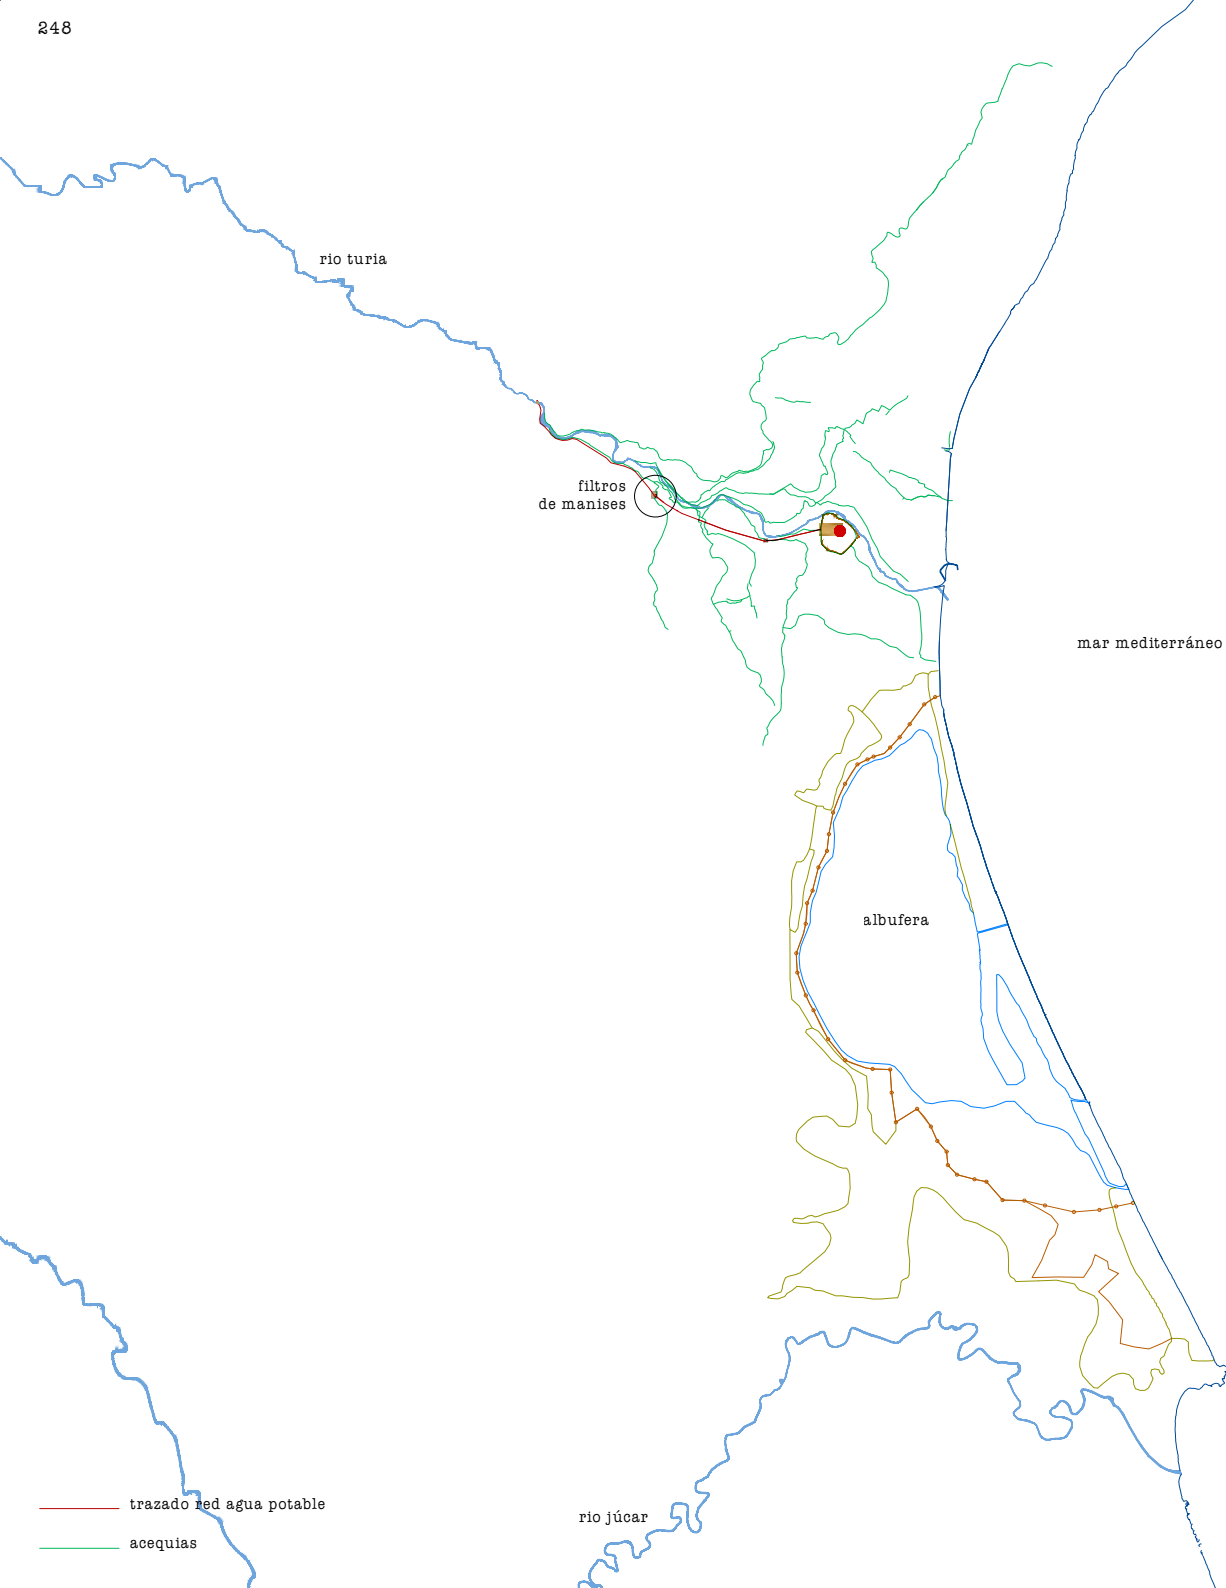 248
rio turia
filtros
de manises
mar mediterráneo
albufera
trazado red agua potable
rio júcar
acequias